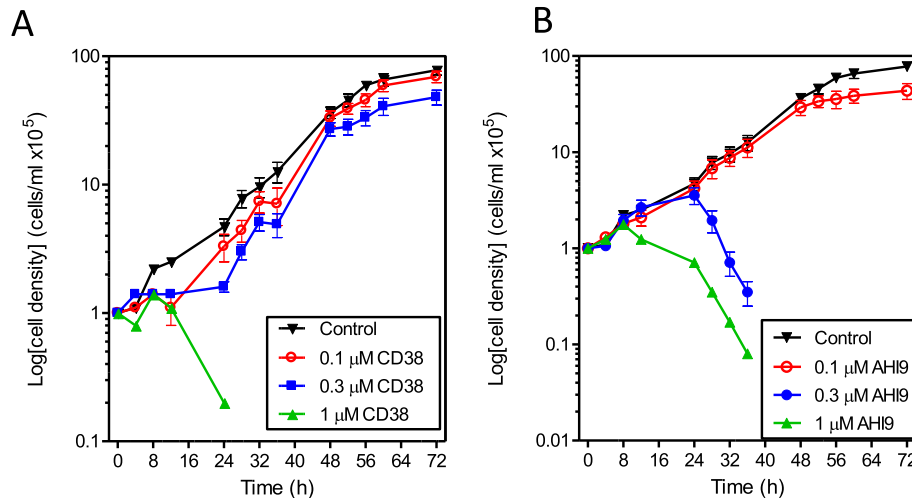 A
Log[cell density] (cells/ml x10⁵)
100
10
1
0.1
0 8 16 24 32 40 48 56 64 72
Time (h)
Control
0.1 μM CD38
0.3 μM CD38
1 μM CD38
B
Log[cell density] (cells/ml x10⁵)
100
10
1
0.1
0.01
0 8 16 24 32 40 48 56 64 72
Time (h)
Control
0.1 μM AHI9
0.3 μM AHI9
1 μM AHI9